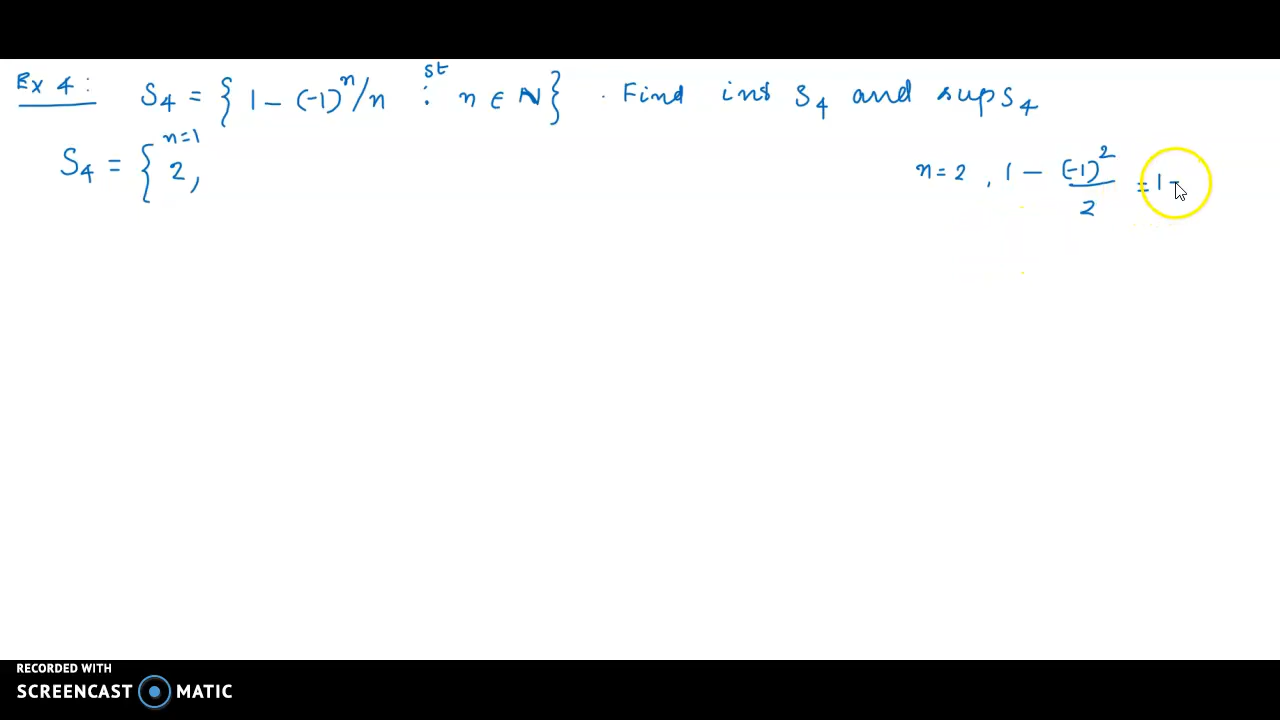 Ex 4: S₄ = { 1 - (-1)ⁿ/n st : n ∈ N } . Find inf S₄ and sup S₄
n=1
S₄ = { 2,
n = 2 , 1 - (-1)²/2 = 1 -
RECORDED WITH
SCREENCAST MATIC